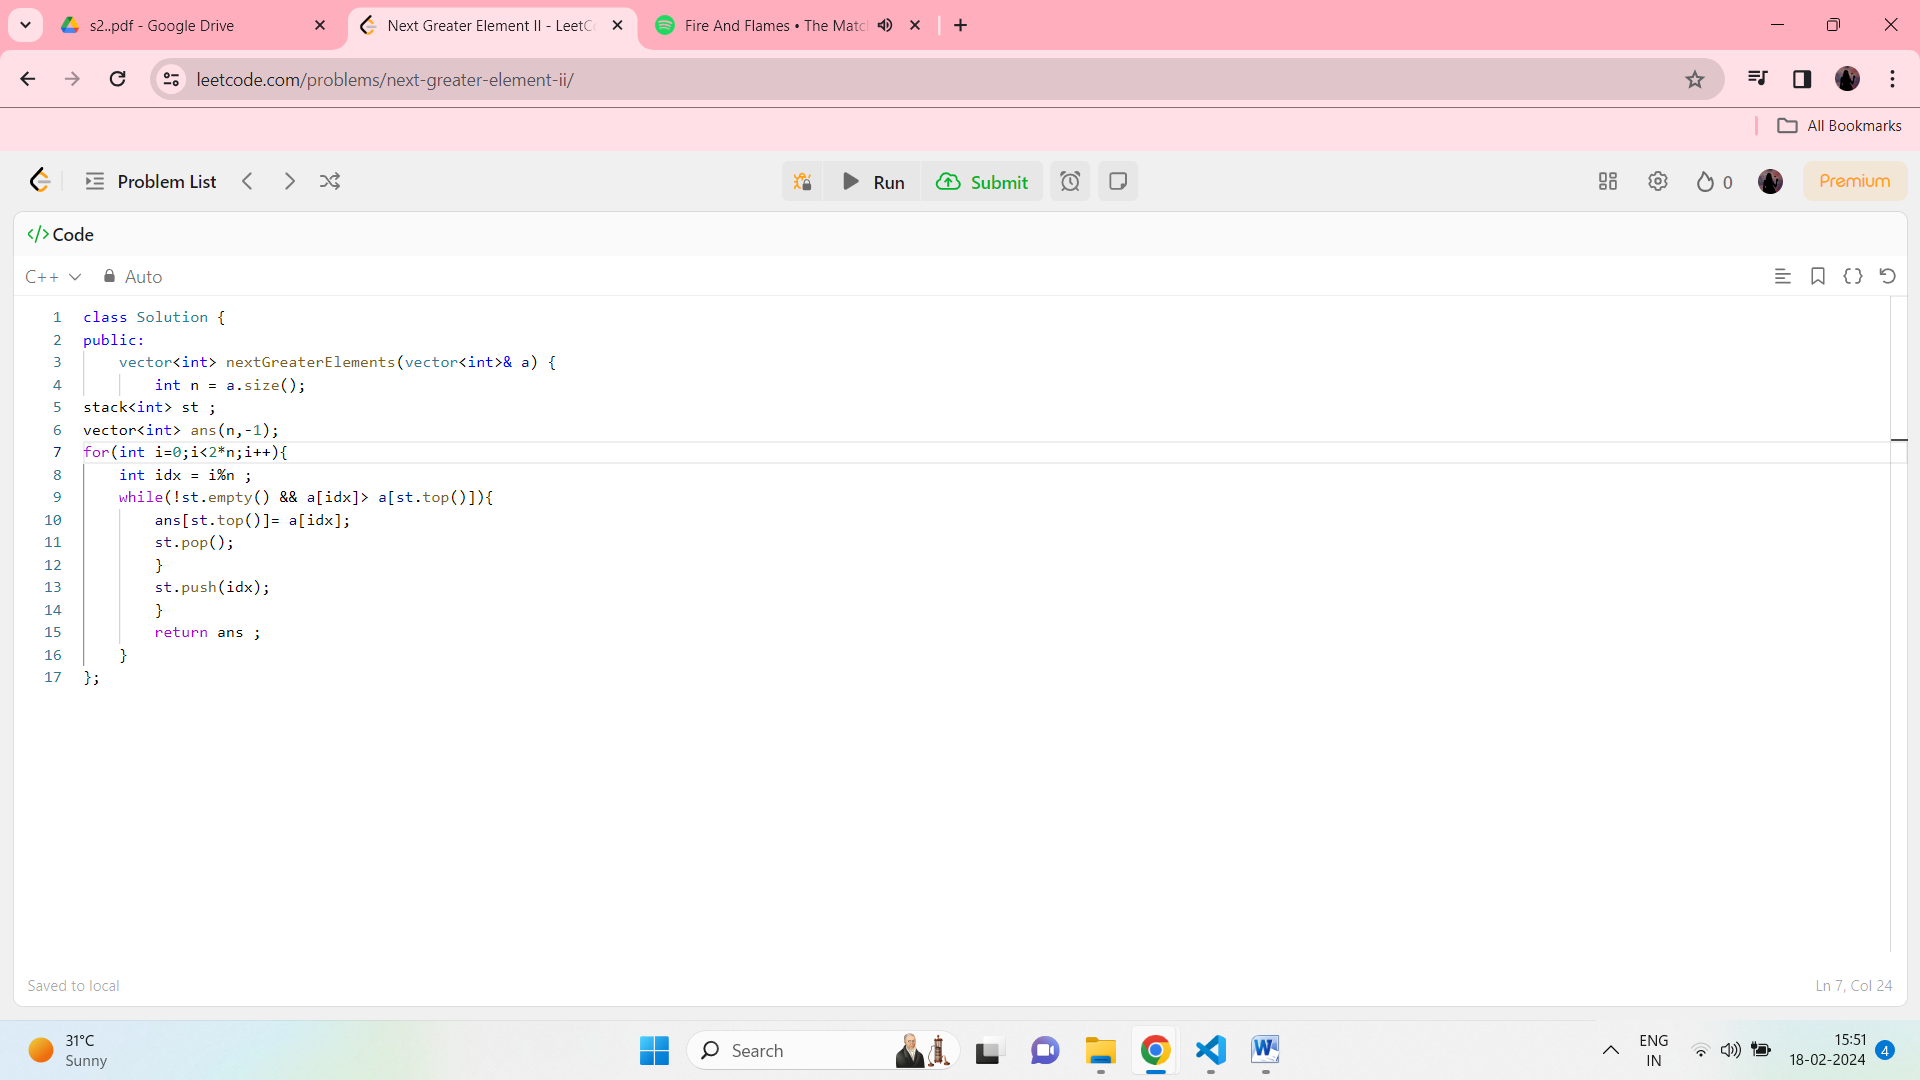 s2..pdf - Google Drive
Next Greater Element II - LeetCo
Fire And Flames • The Matc
leetcode.com/problems/next-greater-element-ii/
All Bookmarks
Problem List
Run
Submit
0
Premium
</> Code
C++
Auto
1 class Solution {
2 public:
3 vector<int> nextGreaterElements(vector<int>& a) {
4 int n = a.size();
5 stack<int> st ;
6 vector<int> ans(n,-1);
7 for(int i=0;i<2*n;i++){
8 int idx = i%n ;
9 while(!st.empty() && a[idx]> a[st.top()]){
10 ans[st.top()]= a[idx];
11 st.pop();
12 }
13 st.push(idx);
14 }
15 return ans ;
16 }
17 };
Saved to local
Ln 7, Col 24
31°C
Sunny
Search
ENG
IN
15:51
18-02-2024
4